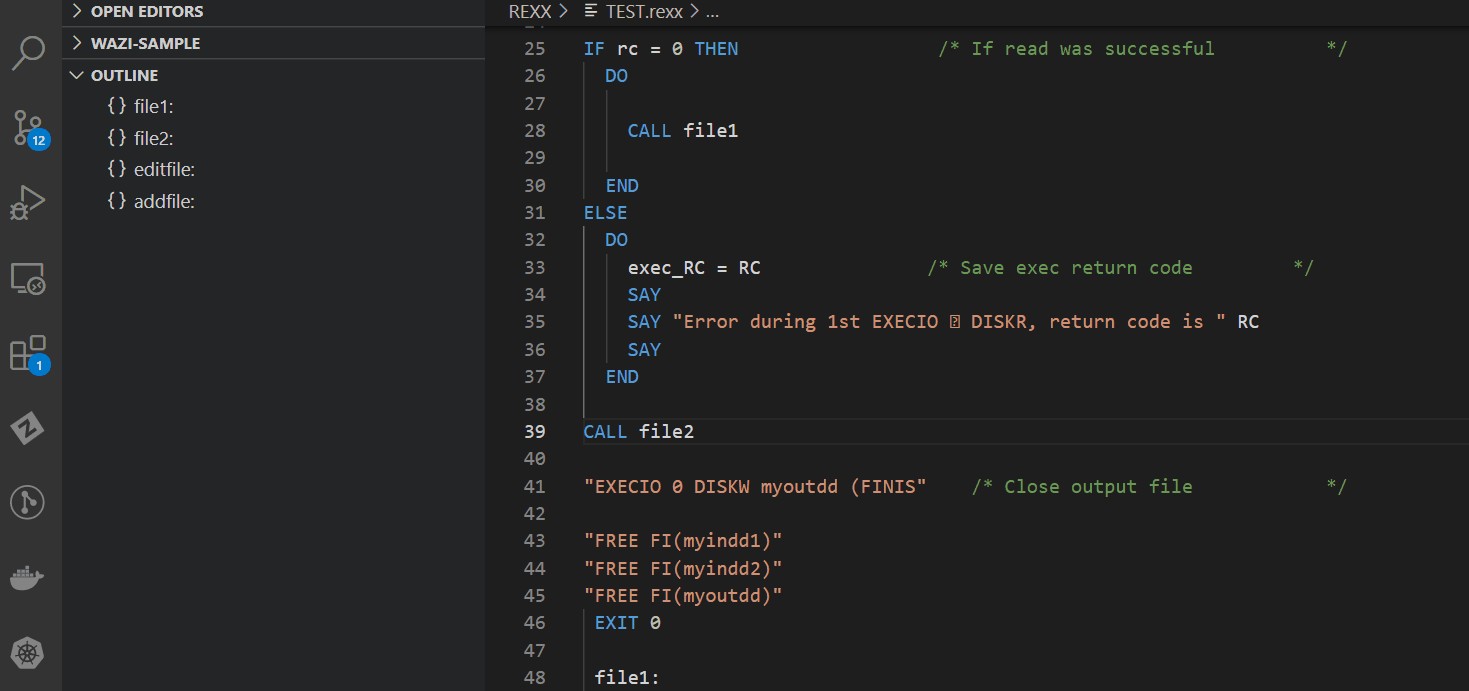 OPEN EDITORS
WAZI-SAMPLE
OUTLINE
{} file1:
{} file2:
{} editfile:
{} addfile:
12
1
REXX > TEST.rexx > ...
25 IF rc = 0 THEN /* If read was successful */
26 DO
27
28 CALL file1
29
30 END
31 ELSE
32 DO
33 exec_RC = RC /* Save exec return code */
34 SAY
35 SAY "Error during 1st EXECIO DISKR, return code is " RC
36 SAY
37 END
38
39 CALL file2
40
41 "EXECIO 0 DISKW myoutdd (FINIS" /* Close output file */
42
43 "FREE FI(myindd1)"
44 "FREE FI(myindd2)"
45 "FREE FI(myoutdd)"
46 EXIT 0
47
48 file1: